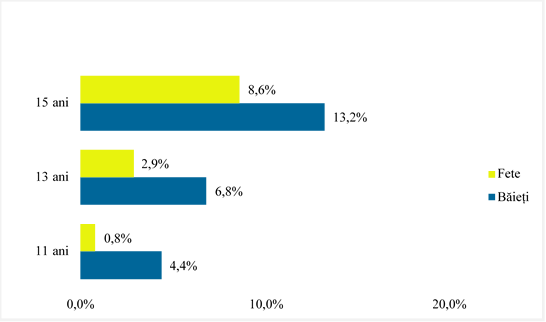 15 ani
8,6%
13,2%
13 ani
2,9%
6,8%
11 ani
0,8%
4,4%
Fete
Băieți
0,0%
10,0%
20,0%